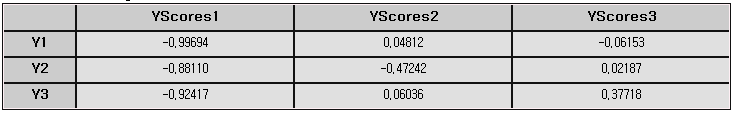 YScores1 YScores2 YScores3
Y1 -0,99694 0,04812 -0,06153
Y2 -0,88110 -0,47242 0,02187
Y3 -0,92417 0,06036 0,37718